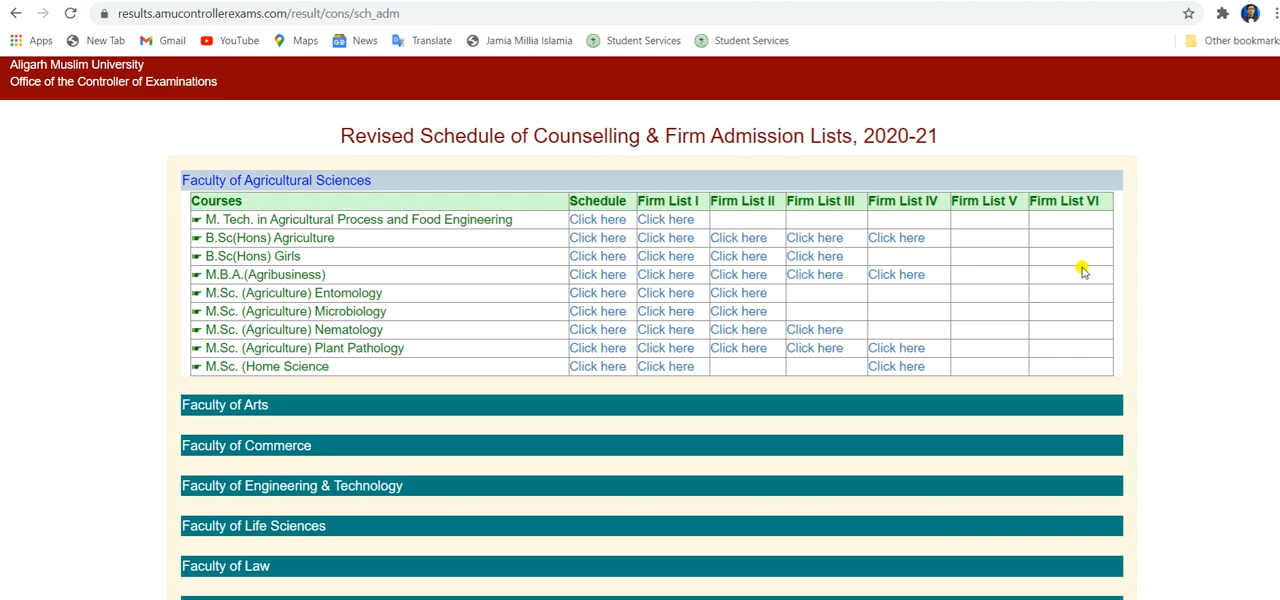 results.amucontrollerexams.com/result/cons/sch_adm
Apps New Tab Gmail YouTube Maps News Translate Jamia Millia Islamia Student Services Student Services Other bookmark
Aligarh Muslim University
Office of the Controller of Examinations
Revised Schedule of Counselling & Firm Admission Lists, 2020-21
Faculty of Agricultural Sciences
Courses Schedule Firm List I Firm List II Firm List III Firm List IV Firm List V Firm List VI
☛ M. Tech. in Agricultural Process and Food Engineering Click here Click here
☛ B.Sc(Hons) Agriculture Click here Click here Click here Click here Click here
☛ B.Sc(Hons) Girls Click here Click here Click here Click here
☛ M.B.A.(Agribusiness) Click here Click here Click here Click here Click here
☛ M.Sc. (Agriculture) Entomology Click here Click here Click here
☛ M.Sc. (Agriculture) Microbiology Click here Click here Click here
☛ M.Sc. (Agriculture) Nematology Click here Click here Click here Click here
☛ M.Sc. (Agriculture) Plant Pathology Click here Click here Click here Click here Click here
☛ M.Sc. (Home Science Click here Click here Click here
Faculty of Arts
Faculty of Commerce
Faculty of Engineering & Technology
Faculty of Life Sciences
Faculty of Law